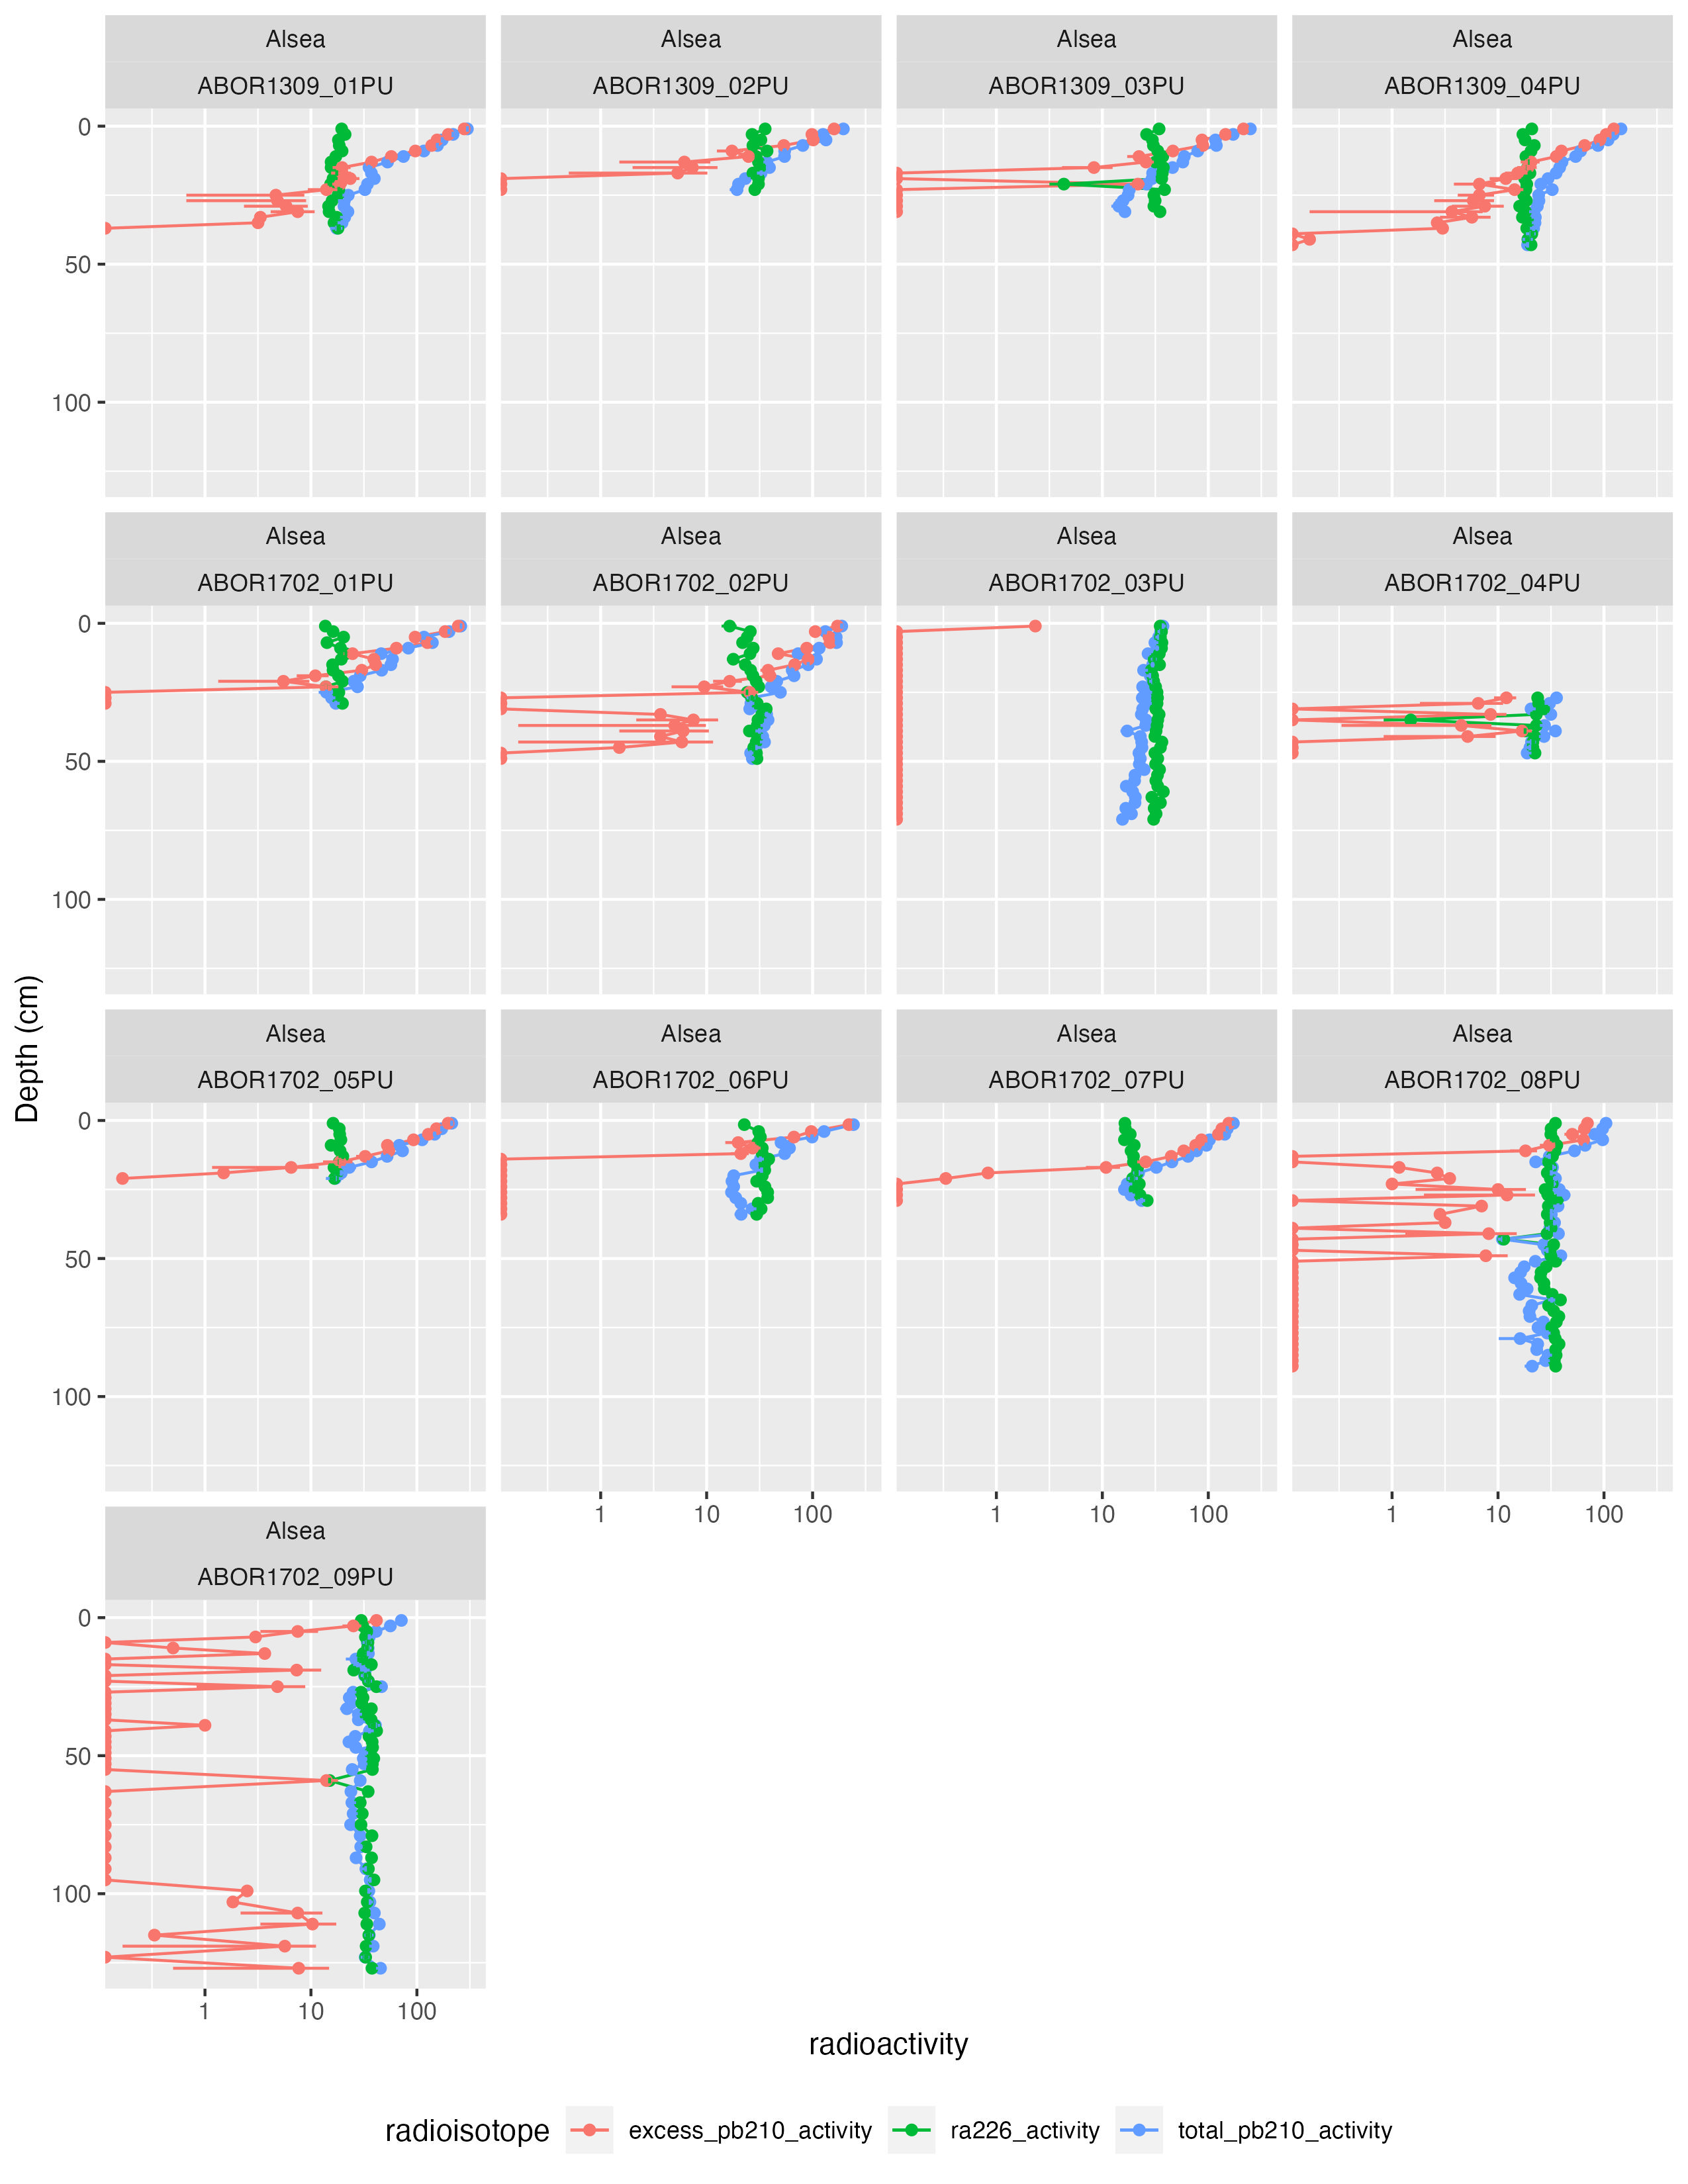 Alsea Alsea Alsea Alsea
ABOR1309_01PU ABOR1309_02PU ABOR1309_03PU ABOR1309_04PU
0
50
100
Alsea Alsea Alsea Alsea
ABOR1702_01PU ABOR1702_02PU ABOR1702_03PU ABOR1702_04PU
0
50
100
Depth (cm)
Alsea Alsea Alsea Alsea
ABOR1702_05PU ABOR1702_06PU ABOR1702_07PU ABOR1702_08PU
0
50
100
1 10 100 1 10 100 1 10 100
Alsea
ABOR1702_09PU
0
50
100
1 10 100
radioactivity
radioisotope excess_pb210_activity ra226_activity total_pb210_activity